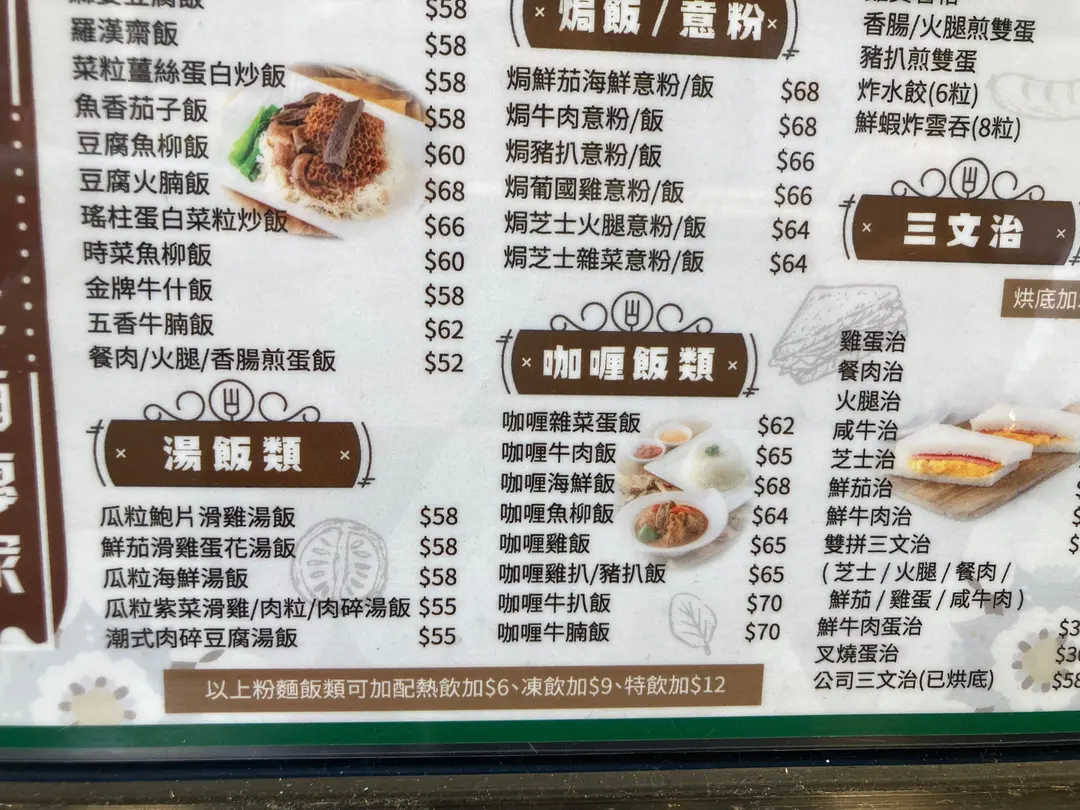 豆腐飯 $58
羅漢齋飯 $58
菜粒薑絲蛋白炒飯 $58
魚香茄子飯 $58
豆腐魚柳飯 $60
豆腐火腩飯 $68
瑤柱蛋白菜粒炒飯 $66
時菜魚柳飯 $60
金牌牛什飯 $58
五香牛腩飯 $62
餐肉/火腿/香腸煎蛋飯 $52
湯飯類
瓜粒鮑片滑雞湯飯 $58
鮮茄滑雞蛋花湯飯 $58
瓜粒海鮮湯飯 $58
瓜粒紫菜滑雞/肉粒/肉碎湯飯 $55
潮式肉碎豆腐湯飯 $55
焗飯/意粉
焗鮮茄海鮮意粉/飯 $68
焗牛肉意粉/飯 $68
焗豬扒意粉/飯 $66
焗葡國雞意粉/飯 $66
焗芝士火腿意粉/飯 $64
焗芝士雜菜意粉/飯 $64
咖喱飯類
咖喱雜菜蛋飯 $62
咖喱牛肉飯 $65
咖喱海鮮飯 $68
咖喱魚柳飯 $64
咖喱雞飯 $65
咖喱雞扒/豬扒飯 $65
咖喱牛扒飯 $70
咖喱牛腩飯 $70
香腸/火腿煎雙蛋
豬扒煎雙蛋
炸水餃(6粒)
鮮蝦炸雲吞(8粒)
三文治
烘底加
雞蛋治
餐肉治
火腿治
咸牛治
芝士治
鮮茄治 $
鮮牛肉治 $
雙拼三文治 $
(芝士/火腿/餐肉/
鮮茄/雞蛋/咸牛肉)
鮮牛肉蛋治 $3
叉燒蛋治 $3
公司三文治(已烘底) $58
以上粉麵飯類可加配熱飲加$6、凍飲加$9、特飲加$12